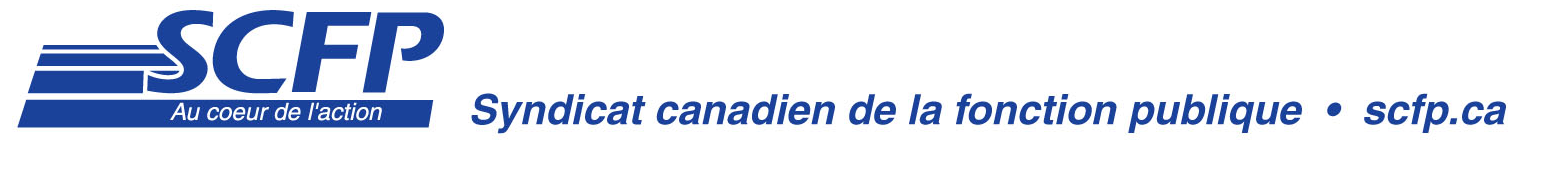 SCFP
Au coeur de l'action
Syndicat canadien de la fonction publique • scfp.ca